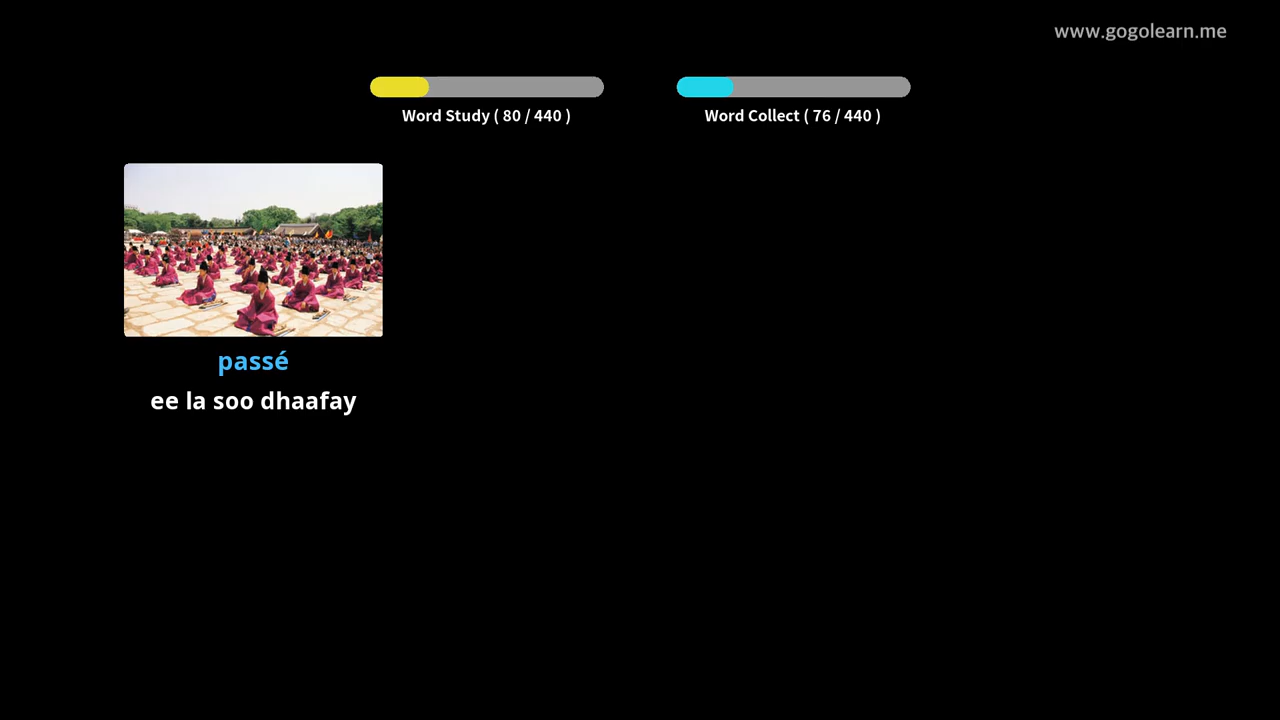 www.gogolearn.me
Word Study ( 80 / 440 )
Word Collect ( 76 / 440 )
passé
ee la soo dhaafay